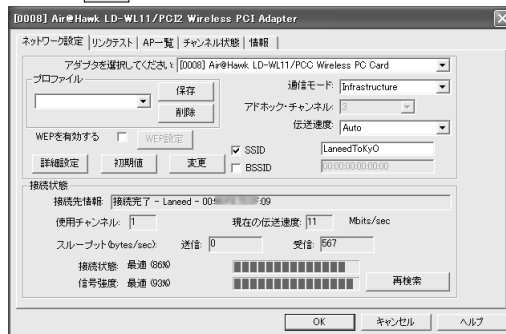 [0008] Air@Hawk LD-WL11/PCI2 Wireless PCI Adapter
ネットワーク設定 リンクテスト AP一覧 チャンネル状態 情報
アダプタを選択してください: [0008] Air@Hawk LD-WL11/PCC Wireless PC Card
プロファイル
保存
削除
通信モード: Infrastructure
アドホック・チャンネル: 3
伝送速度: Auto
WEPを有効する WEP設定
SSID LaneedToKyO
BSSID 00:00:00:00:00:00
詳細設定 初期値 変更
接続状態
接続先情報: 接続完了 - Laneed - 00: :09
使用チャンネル: 1 現在の伝送速度: 11 Mbits/sec
スループット(bytes/sec): 送信: 0 受信: 567
接続状態: 最適 (86%)
信号強度: 最適 (93%)
再検索
OK キャンセル ヘルプ